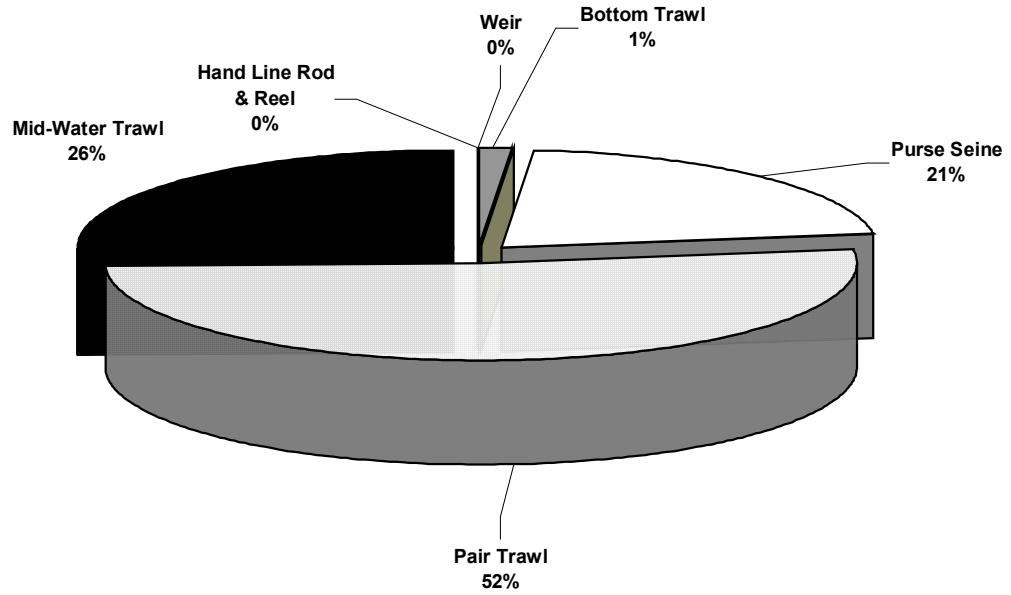 Weir
0%
Bottom Trawl
1%
Hand Line Rod
& Reel
0%
Mid-Water Trawl
26%
Purse Seine
21%
Pair Trawl
52%